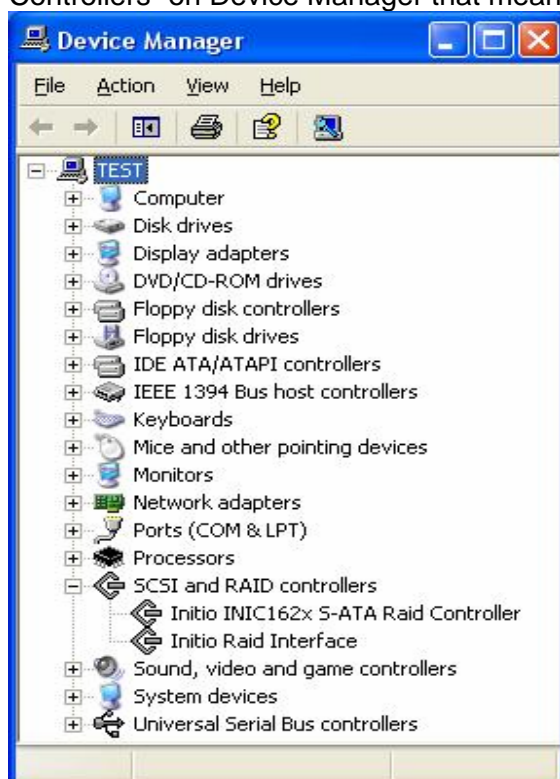 Controllers" on Device Manager that mean
Device Manager
File Action View Help
TEST
Computer
Disk drives
Display adapters
DVD/CD-ROM drives
Floppy disk controllers
Floppy disk drives
IDE ATA/ATAPI controllers
IEEE 1394 Bus host controllers
Keyboards
Mice and other pointing devices
Monitors
Network adapters
Ports (COM & LPT)
Processors
SCSI and RAID controllers
Initio INIC162x S-ATA Raid Controller
Initio Raid Interface
Sound, video and game controllers
System devices
Universal Serial Bus controllers